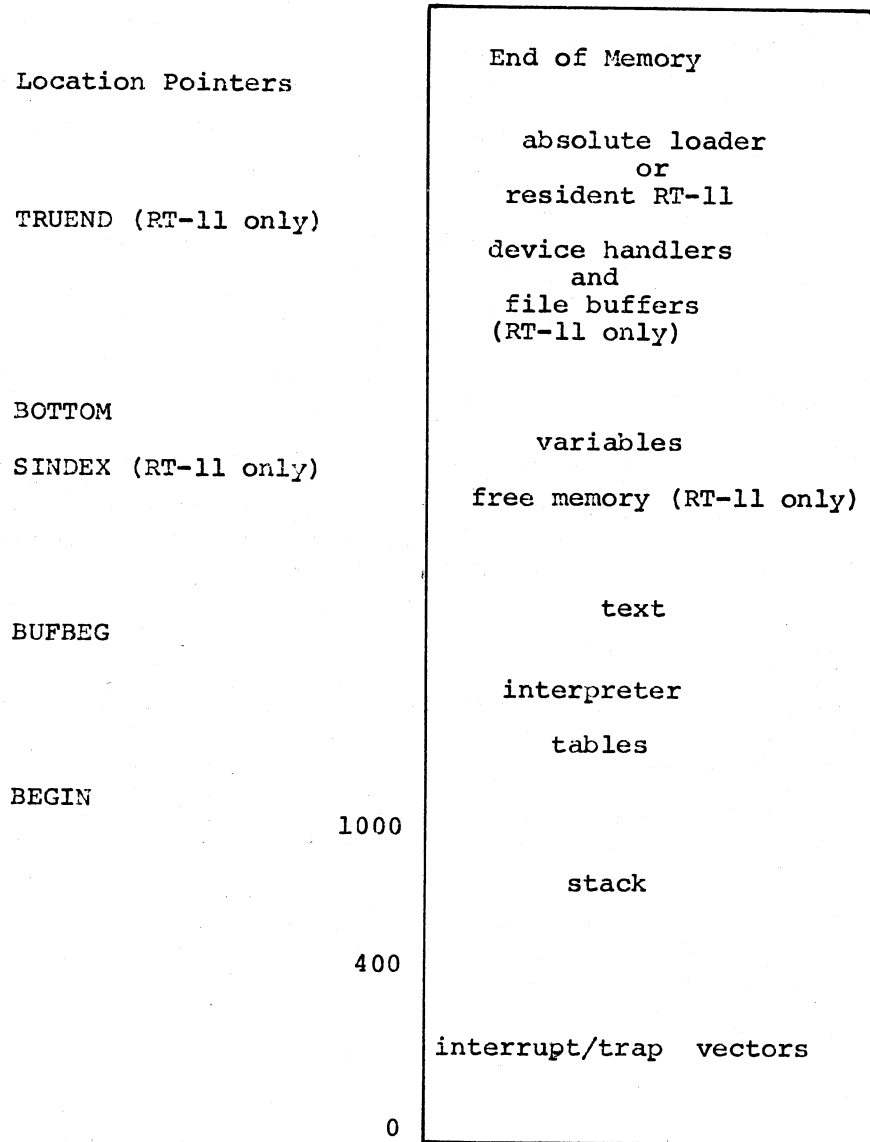 End of Memory
Location Pointers
absolute loader
or
resident RT-11
TRUEND (RT-11 only)
device handlers
and
file buffers
(RT-11 only)
BOTTOM
variables
SINDEX (RT-11 only)
free memory (RT-11 only)
text
BUFBEG
interpreter
tables
BEGIN
1000
stack
400
interrupt/trap vectors
0